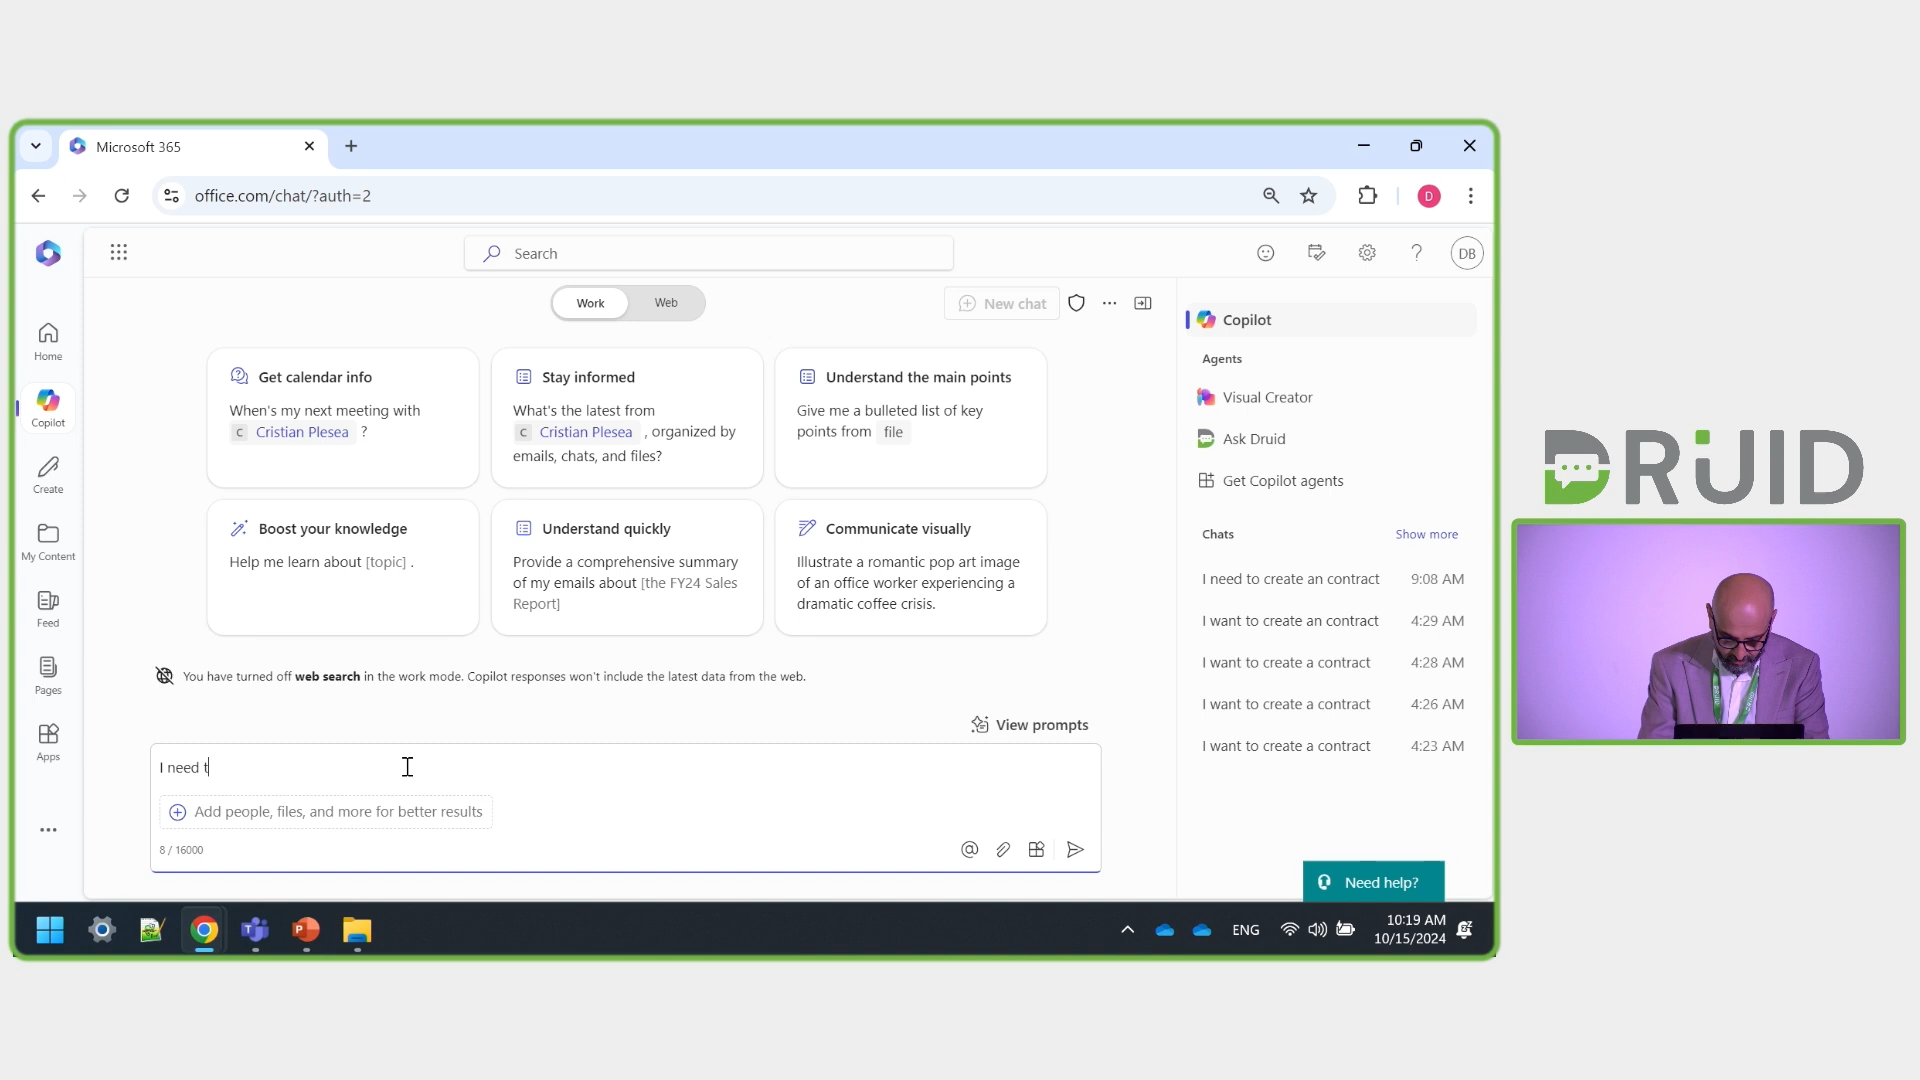 Microsoft 365
office.com/chat/?auth=2
D
Search
DB
Work
Web
New chat
Home
Copilot
Create
My Content
Feed
Pages
Apps
Get calendar info
When's my next meeting with
C Cristian Plesea ?
Stay informed
What's the latest from
C Cristian Plesea , organized by
emails, chats, and files?
Understand the main points
Give me a bulleted list of key
points from file
Boost your knowledge
Help me learn about [topic] .
Understand quickly
Provide a comprehensive summary
of my emails about [the FY24 Sales
Report]
Communicate visually
Illustrate a romantic pop art image
of an office worker experiencing a
dramatic coffee crisis.
You have turned off web search in the work mode. Copilot responses won't include the latest data from the web.
View prompts
I need t
Add people, files, and more for better results
8 / 16000
Copilot
Agents
Visual Creator
Ask Druid
Get Copilot agents
Chats
Show more
I need to create an contract 9:08 AM
I want to create an contract 4:29 AM
I want to create a contract 4:28 AM
I want to create a contract 4:26 AM
I want to create a contract 4:23 AM
Need help?
ENG
10:19 AM
10/15/2024
DRUID